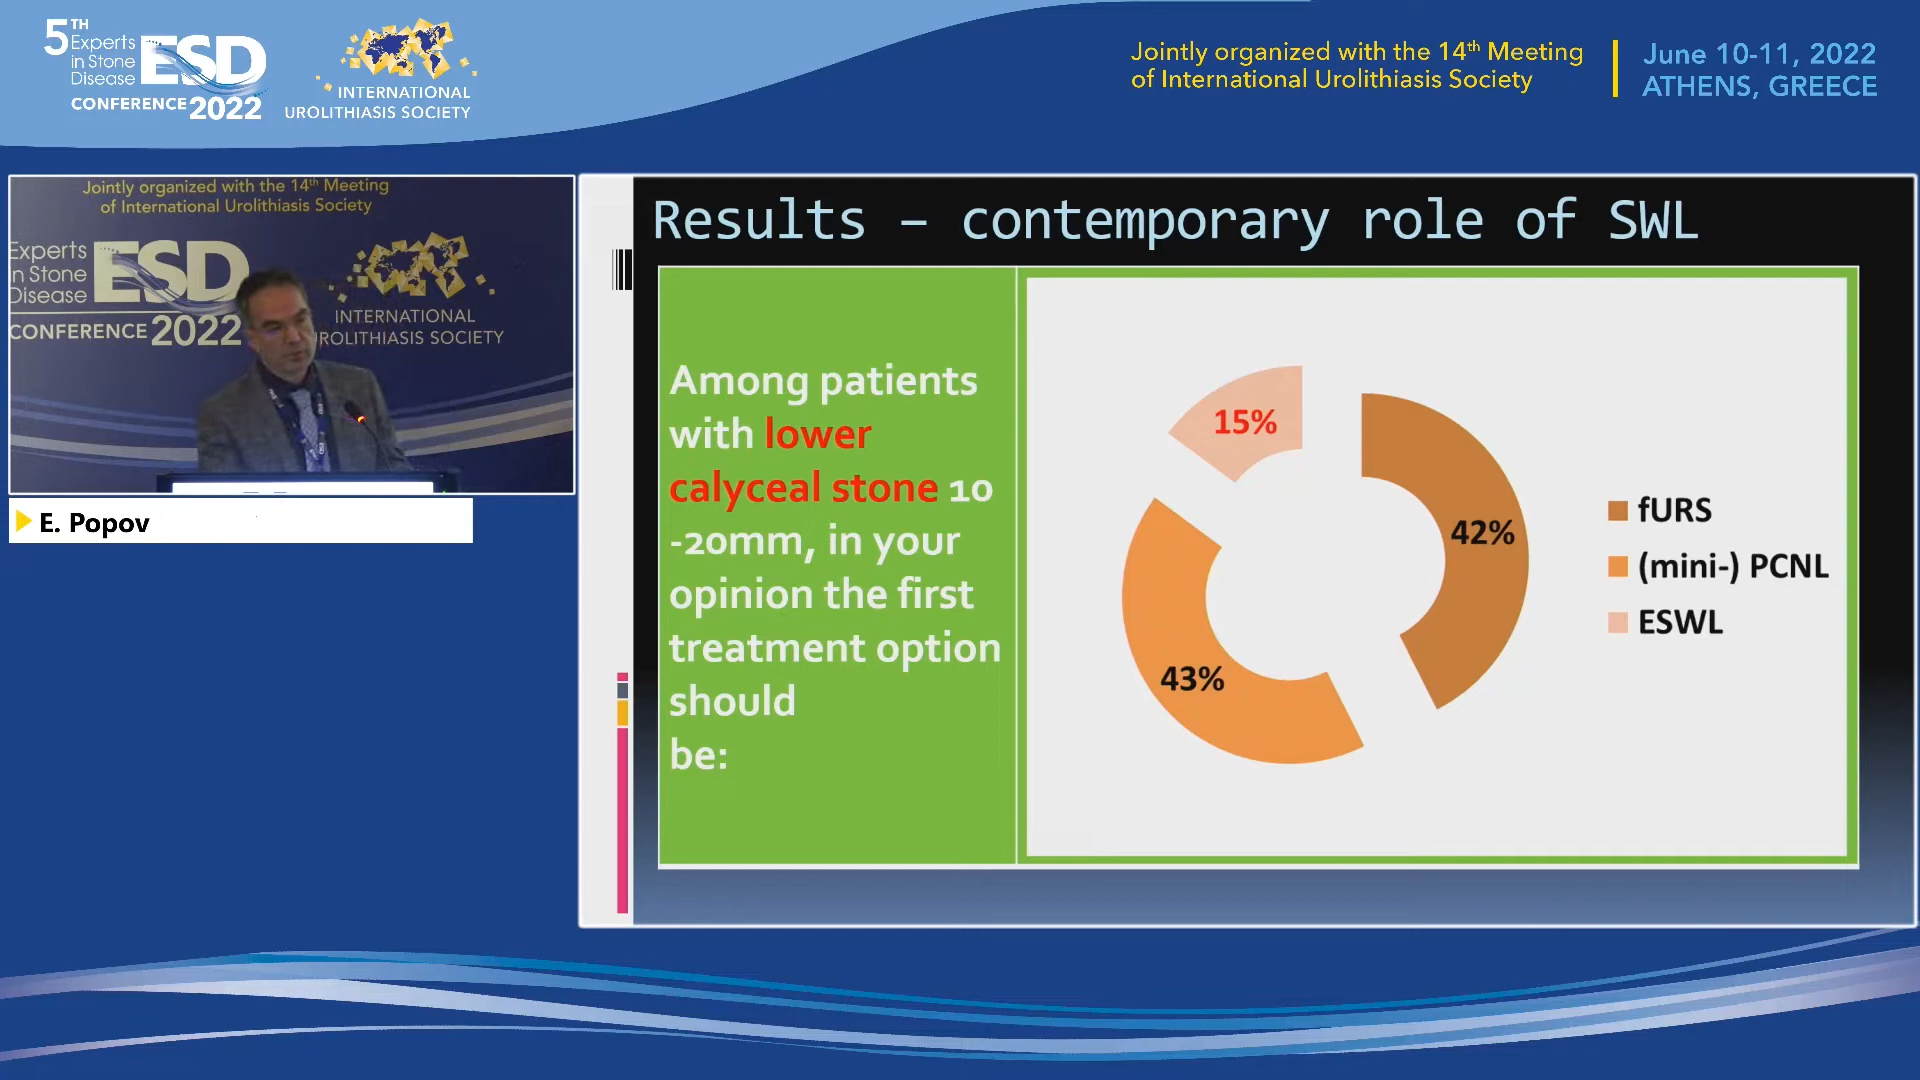 5TH
Experts
in Stone
Disease
ESD
CONFERENCE 2022
INTERNATIONAL
UROLITHIASIS SOCIETY
Jointly organized with the 14th Meeting
of International Urolithiasis Society
June 10-11, 2022
ATHENS, GREECE
Jointly organized with the 14th Meeting
of International Urolithiasis Society
Experts
n Stone
Disease
ESD
CONFERENCE 2022
INTERNATIONAL
ROLITHIASIS SOCIETY
E. Popov
Results – contemporary role of SWL
Among patients
with lower
calyceal stone 10
-20mm, in your
opinion the first
treatment option
should
be:
15%
42%
43%
fURS
(mini-) PCNL
ESWL